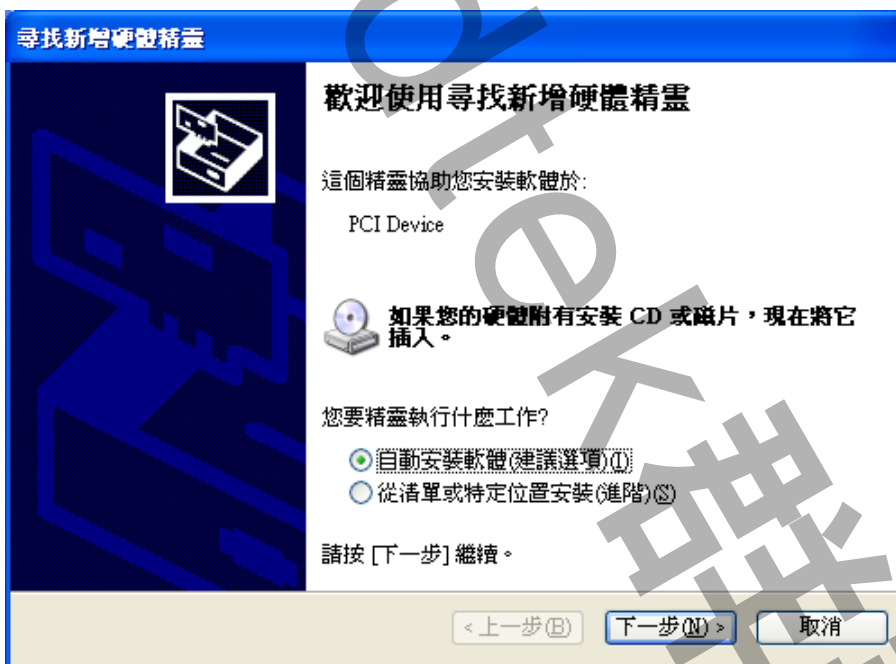 尋找新增硬體精靈
歡迎使用尋找新增硬體精靈
這個精靈協助您安裝軟體於:
PCI Device
如果您的硬體附有安裝 CD 或磁片，現在將它
插入。
您要精靈執行什麼工作?
自動安裝軟體(建議選項)(I)
從清單或特定位置安裝(進階)(S)
請按 [下一步] 繼續。
< 上一步(B)
下一步(N) >
取消